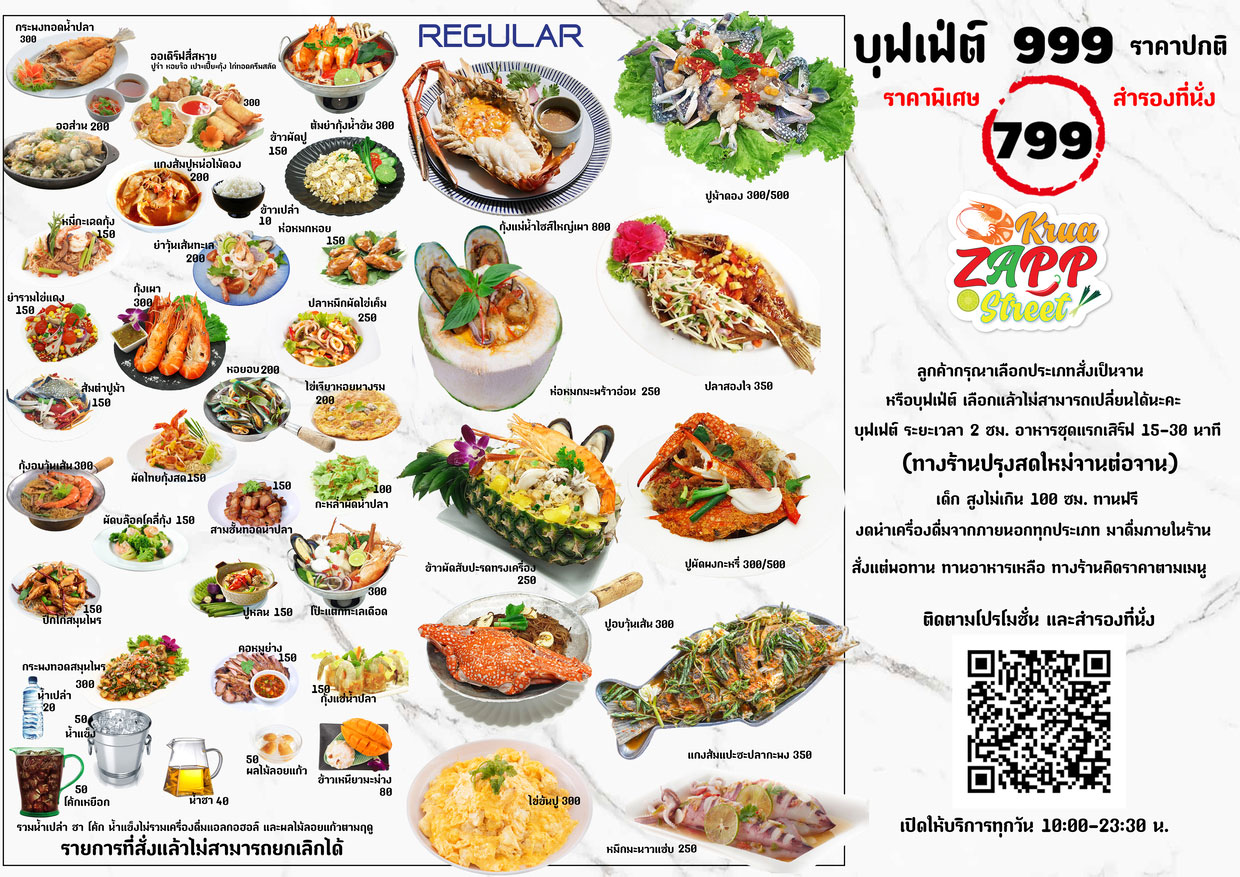 REGULAR
กระพงทอดน้ำปลา
300
ออเดิร์ฟสี่สหาย
ปูจ๋า หอยจ้อ เปาะเปี๊ยะกุ้ง ไก่ทอดครีมสลัด
300
ต้มยำกุ้งน้ำข้น 300
ออส่วน 200
ข้าวผัดปู
150
แกงส้มปูหน่อไม้ดอง
200
ข้าวเปล่า
10
หมี่กะเฉดกุ้ง
150
ยำวุ้นเส้นทะเล
200
ห่อหมกหอย
150
ยำรวมไข่แดง
150
กุ้งเผา
300
ปลาหมึกผัดไข่เค็ม
250
ส้มตำปูม้า
150
หอยอบ 200
ไข่เจียวหอยนางรม
200
กุ้งอบวุ้นเส้น 300
ผัดไทยกุ้งสด150
150
สามชั้นทอดน้ำปลา
100
กะหล่ำผัดน้ำปลา
ผัดบล๊อคโคลี่กุ้ง 150
150
ปีกไก่สมุนไพร
ปูหลน 150
300
โป๊ะแตกทะเลเดือด
กระพงทอดสมุนไพร
300
คอหมูย่าง
150
150
กุ้งแช่น้ำปลา
น้ำเปล่า
20
50
น้ำแข็ง
50
โค้กเหยือก
น้ำชา 40
50
ผลไม้ลอยแก้ว
ข้าวเหนียวมะม่วง
80
รวมน้ำเปล่า ชา โค้ก น้ำแข็งไม่รวมเครื่องดื่มแอลกอฮอล์ และผลไม้ลอยแก้วตามฤดู
รายการที่สั่งแล้วไม่สามารถยกเลิกได้
กุ้งแม่น้ำไซส์ใหญ่เผา 800
ปูม้าดอง 300/500
ห่อหมกมะพร้าวอ่อน 250
ปลาสองใจ 350
ข้าวผัดสับปะรดทรงเครื่อง
250
ปูผัดผงกะหรี่ 300/500
ปูอบวุ้นเส้น 300
แกงส้มแปะซะปลากะพง 350
ไข่ข้นปู 300
หมึกมะนาวแซ่บ 250
บุฟเฟ่ต์ 999 ราคาปกติ
ราคาพิเศษ 799 สำรองที่นั่ง
Krua
ZAPP
Street
ลูกค้ากรุณาเลือกประเภทสั่งเป็นจาน
หรือบุฟเฟ่ต์ เลือกแล้วไม่สามารถเปลี่ยนได้นะคะ
บุฟเฟต์ ระยะเวลา 2 ชม. อาหารชุดแรกเสิร์ฟ 15-30 นาที
(ทางร้านปรุงสดใหม่จานต่อจาน)
เด็ก สูงไม่เกิน 100 ซม. ทานฟรี
งดนำเครื่องดื่มจากภายนอกทุกประเภท มาดื่มภายในร้าน
สั่งแต่พอทาน ทานอาหารเหลือ ทางร้านคิดราคาตามเมนู
ติดตามโปรโมชั่น และสำรองที่นั่ง
เปิดให้บริการทุกวัน 10:00-23:30 น.